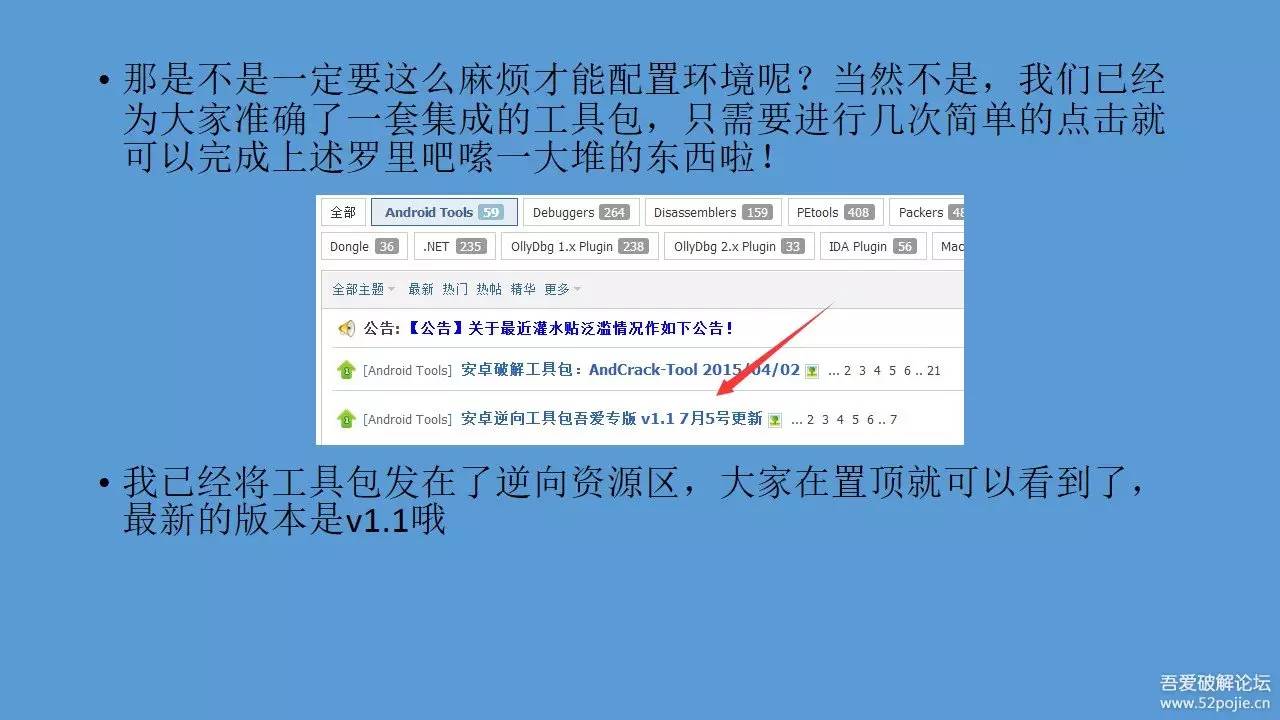 • 那是不是一定要这么麻烦才能配置环境呢？当然不是，我们已经
为大家准确了一套集成的工具包，只需要进行几次简单的点击就
可以完成上述罗里吧嗦一大堆的东西啦！
全部 Android Tools 59 Debuggers 264 Disassemblers 159 PEtools 408 Packers 48
Dongle 36 .NET 235 OllyDbg 1.x Plugin 238 OllyDbg 2.x Plugin 33 IDA Plugin 56 Mac
全部主题 最新 热门 热帖 精华 更多
公告:【公告】关于最近灌水贴泛滥情况作如下公告！
[Android Tools] 安卓破解工具包：AndCrack-Tool 2015/04/02 ... 2 3 4 5 6 .. 21
[Android Tools] 安卓逆向工具包吾爱专版 v1.1 7月5号更新 ... 2 3 4 5 6 .. 7
• 我已经将工具包发在了逆向资源区，大家在置顶就可以看到了，
最新的版本是v1.1哦
吾爱破解论坛
www.52pojie.cn